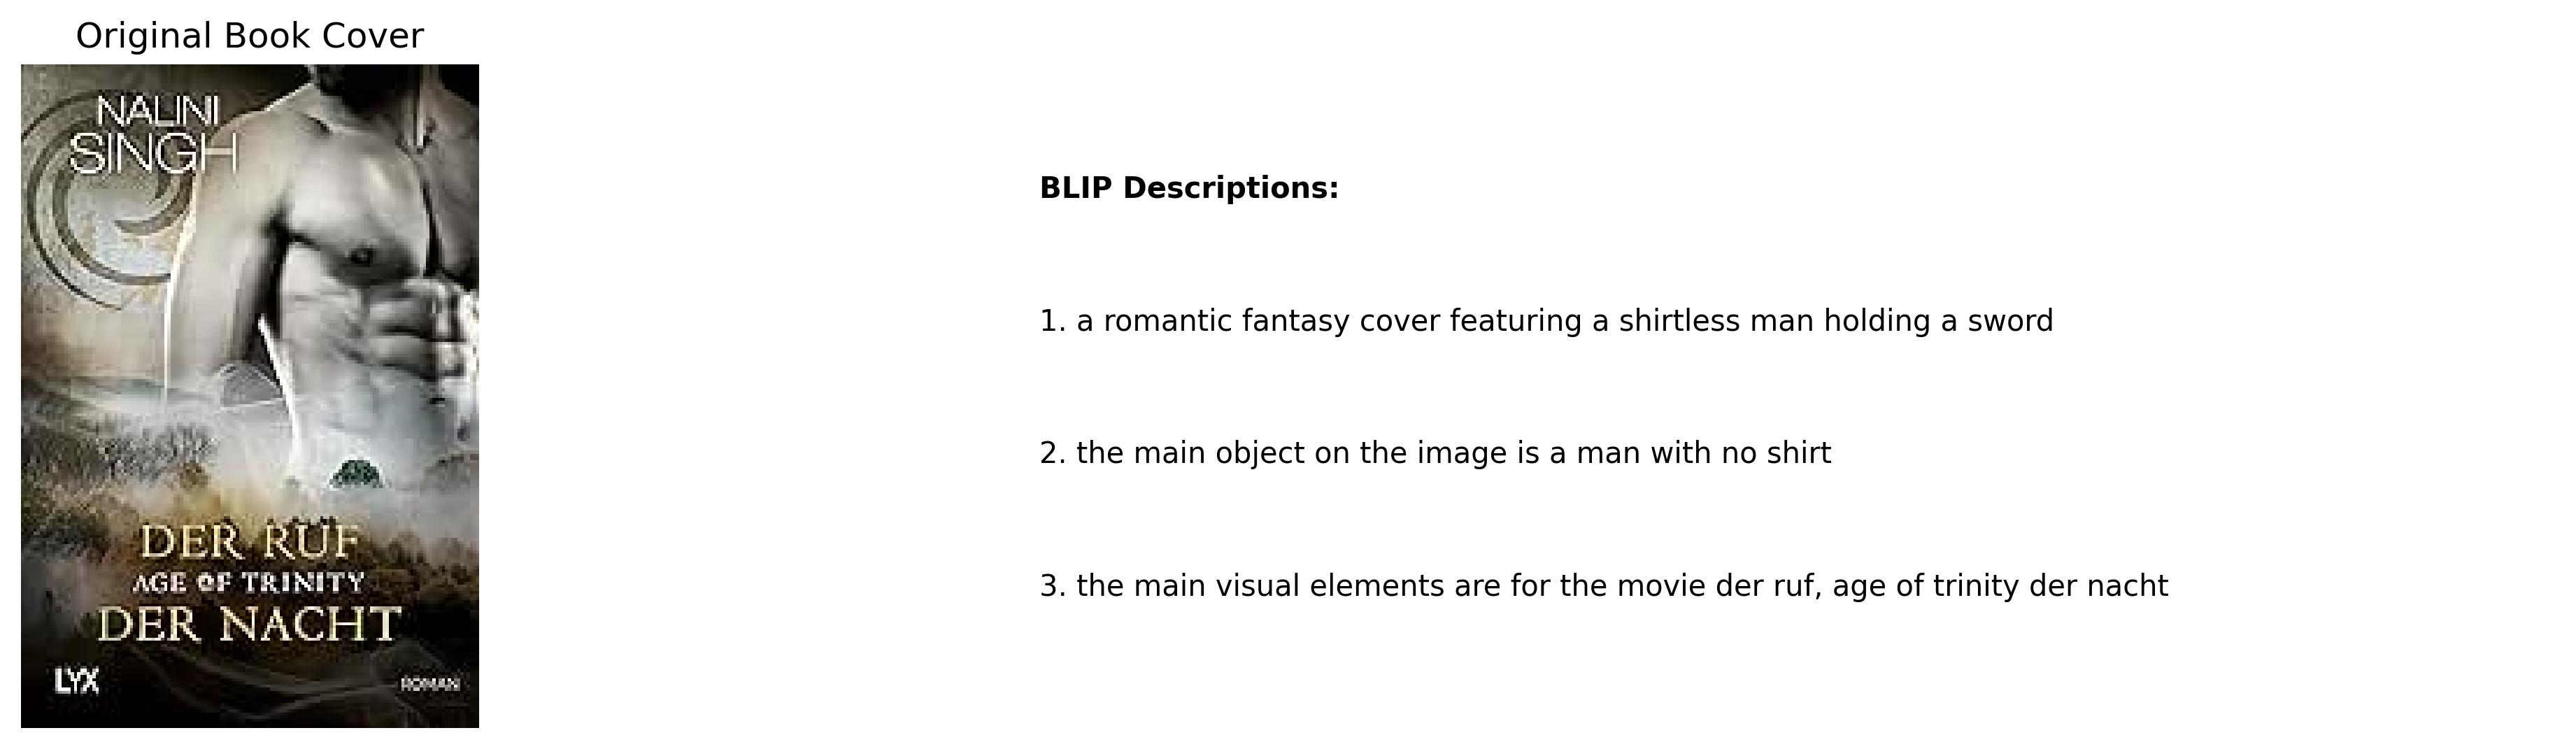 Original Book Cover
NALINI
SINGH
DER RUF
AGE OF TRINITY
DER NACHT
LYX
ROMAN
BLIP Descriptions:
1. a romantic fantasy cover featuring a shirtless man holding a sword
2. the main object on the image is a man with no shirt
3. the main visual elements are for the movie der ruf, age of trinity der nacht